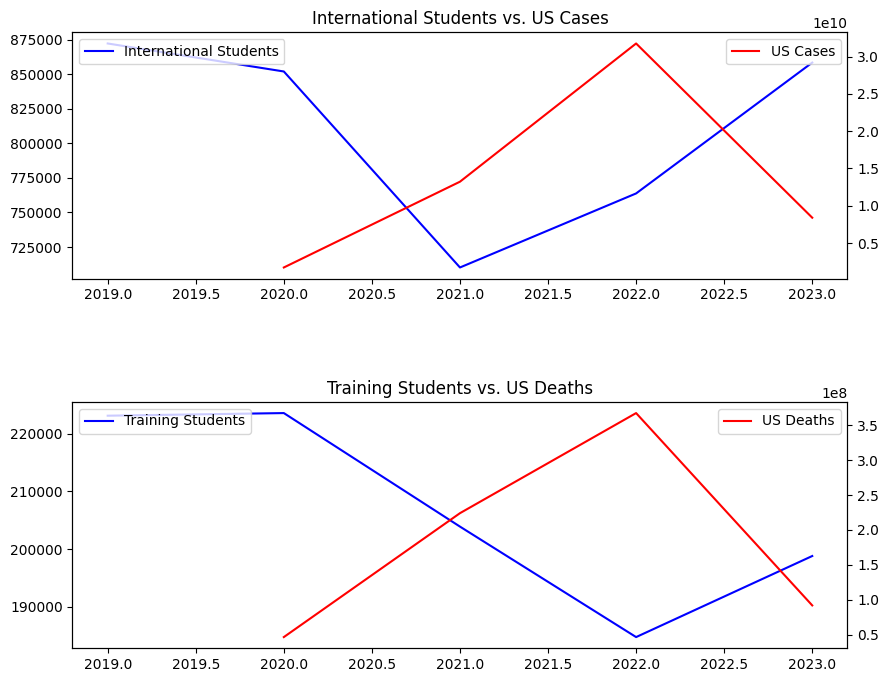 International Students vs. US Cases
1e10
875000
850000
825000
800000
775000
750000
725000
International Students
US Cases
3.0
2.5
2.0
1.5
1.0
0.5
2019.0 2019.5 2020.0 2020.5 2021.0 2021.5 2022.0 2022.5 2023.0
Training Students vs. US Deaths
1e8
220000
210000
200000
190000
Training Students
US Deaths
3.5
3.0
2.5
2.0
1.5
1.0
0.5
2019.0 2019.5 2020.0 2020.5 2021.0 2021.5 2022.0 2022.5 2023.0